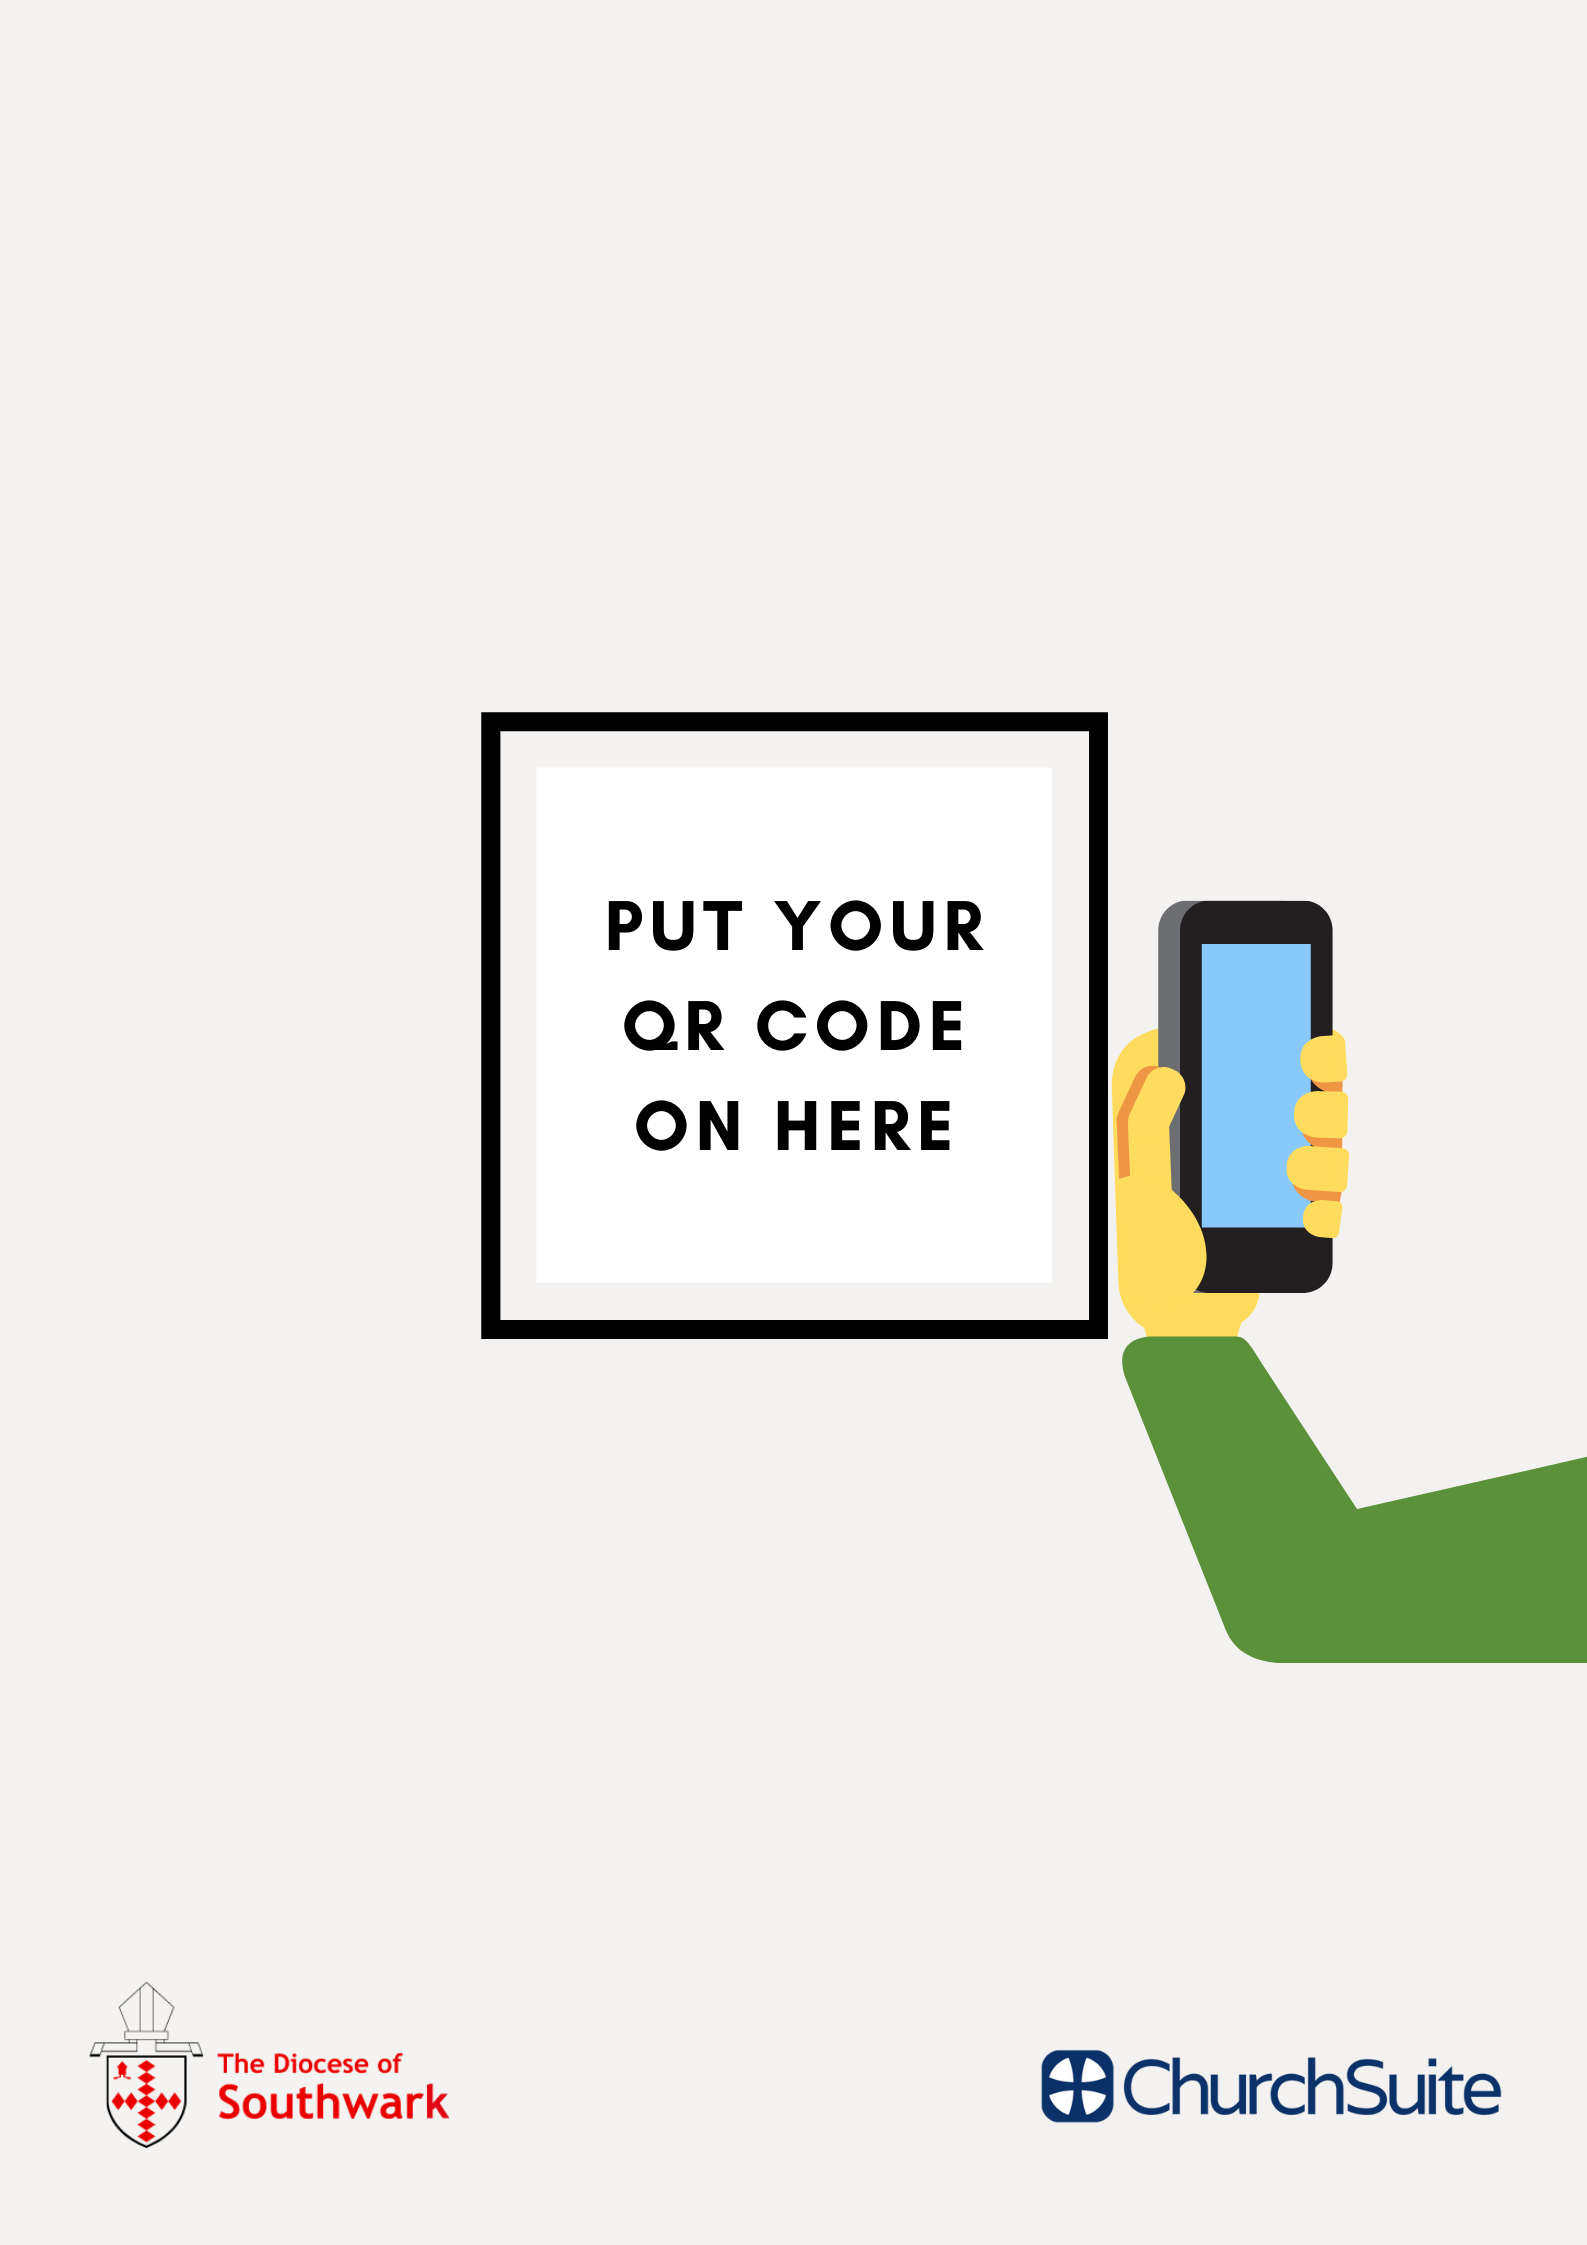 PUT YOUR
QR CODE
ON HERE
The Diocese of
Southwark
ChurchSuite